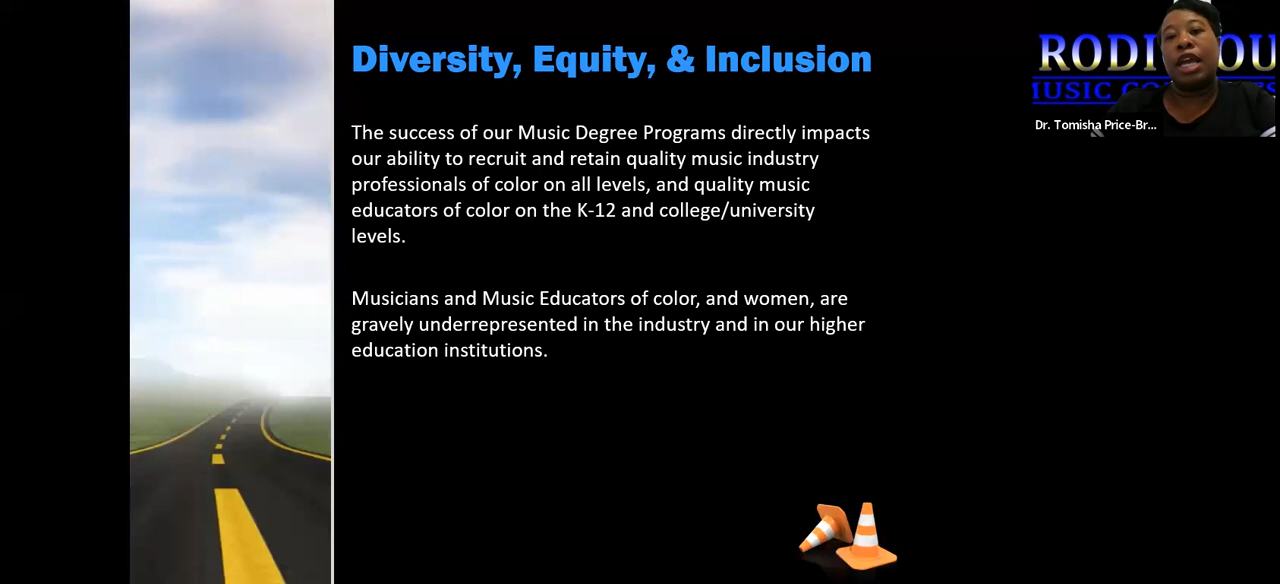 Diversity, Equity, & Inclusion
The success of our Music Degree Programs directly impacts
our ability to recruit and retain quality music industry
professionals of color on all levels, and quality music
educators of color on the K-12 and college/university
levels.
Musicians and Music Educators of color, and women, are
gravely underrepresented in the industry and in our higher
education institutions.
RODI OU
MUSIC CO
Dr. Tomisha Price-Br...